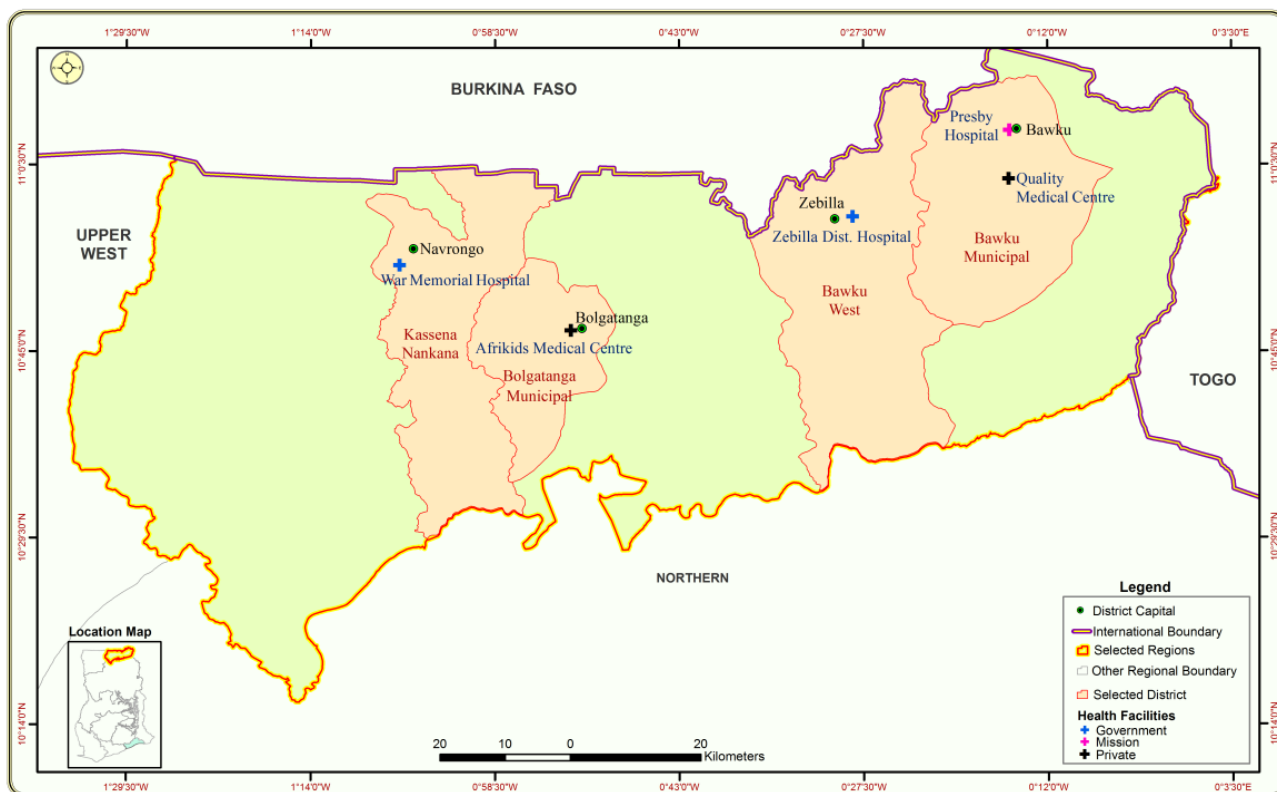 1°29'30"W 1°14'0"W 0°58'30"W 0°43'0"W 0°27'30"W 0°12'0"W 0°3'30"E
BURKINA FASO
Presby
Hospital
Bawku
11°0'30"N 11°0'30"N
Quality
Medical Centre
Zebilla
Zebilla Dist. Hospital
UPPER
WEST
Navrongo
War Memorial Hospital
Bawku
Municipal
Bawku
West
Bolgatanga
Kassena
Nankana
Afrikids Medical Centre
10°45'0"N 10°45'0"N
Bolgatanga
Municipal
TOGO
10°29'30"N 10°29'30"N
NORTHERN
Legend
District Capital
International Boundary
Selected Regions
Other Regional Boundary
Selected District
Health Facilities
Government
Mission
Private
Location Map
10°14'0"N 10°14'0"N
20 10 0 20
Kilometers
1°29'30"W 1°14'0"W 0°58'30"W 0°43'0"W 0°27'30"W 0°12'0"W 0°3'30"E